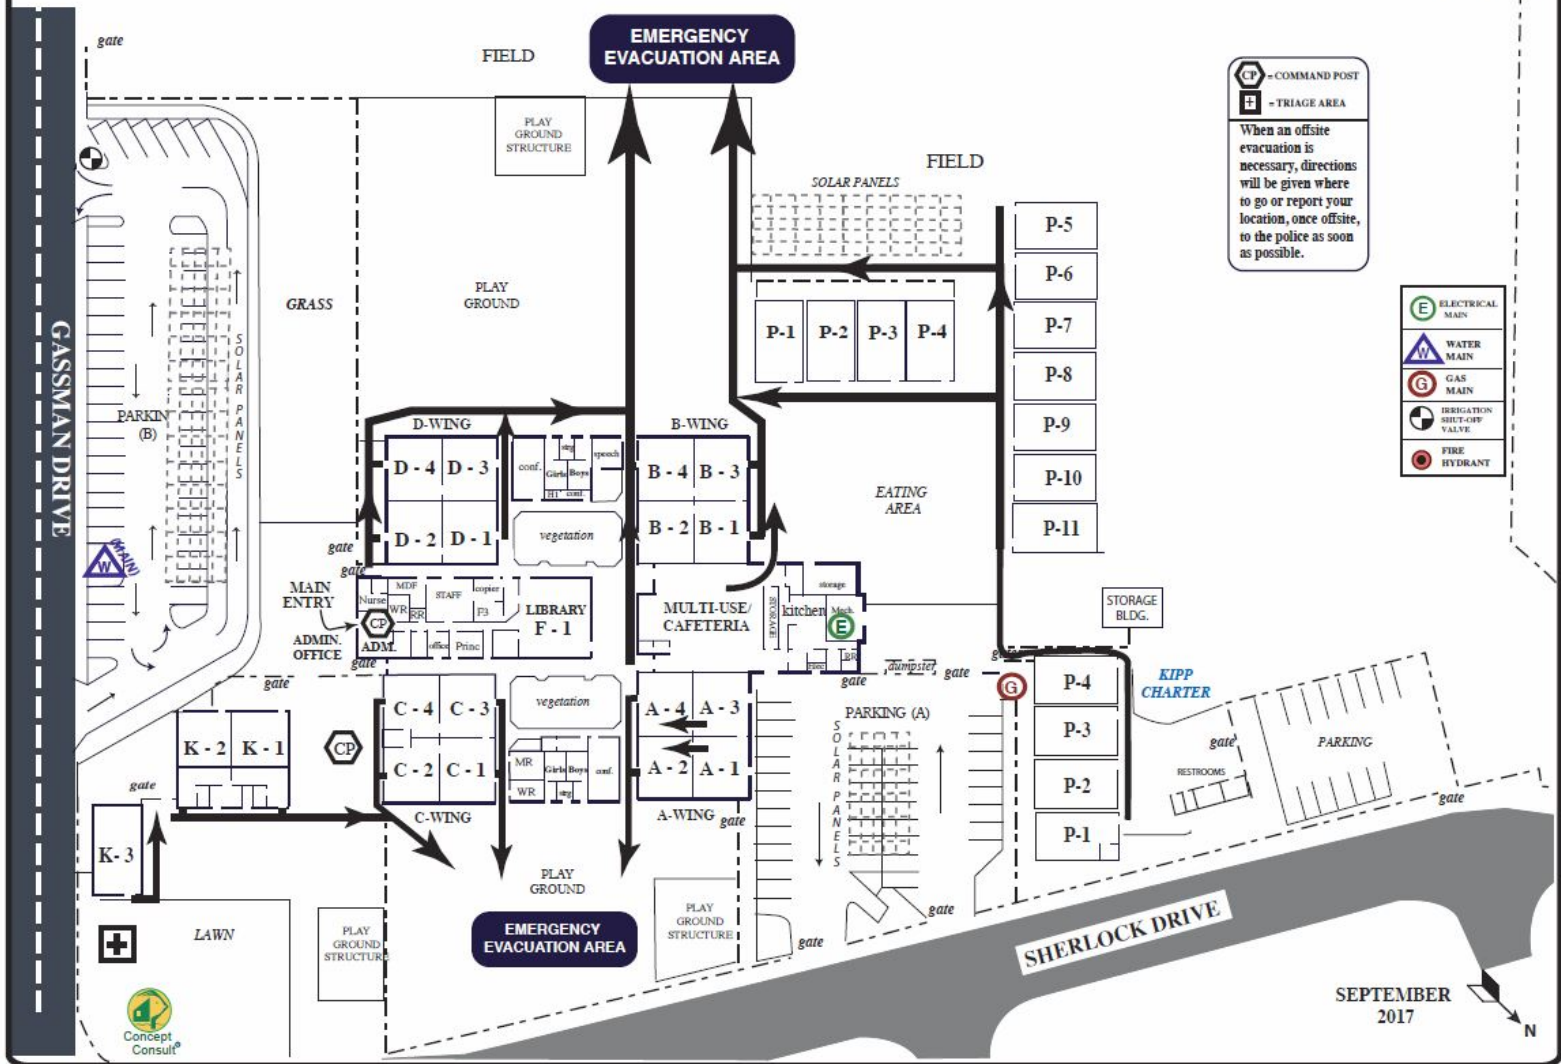 gate
FIELD
EMERGENCY
EVACUATION AREA
CP = COMMAND POST
= TRIAGE AREA
When an offsite
evacuation is
necessary, directions
will be given where
to go or report your
location, once offsite,
to the police as soon
as possible.
PLAY
GROUND
STRUCTURE
FIELD
SOLAR PANELS
P-5
P-6
P-7
P-8
P-9
P-10
P-11
E ELECTRICAL
MAIN
W WATER
MAIN
G GAS
MAIN
IRRIGATION
SHUT-OFF
VALVE
FIRE
HYDRANT
GASSMAN DRIVE
GRASS
PLAY
GROUND
P-1 P-2 P-3 P-4
SOLAR PANELS
PARKIN
(B)
D-WING
B-WING
D - 4 D - 3
D - 2 D - 1
conf.
strg
speech
Girls Boys
H1 conf.
B - 4 B - 3
B - 2 B - 1
EATING
AREA
vegetation
W
(MAIN)
gate
gate
MAIN
ENTRY
ADMIN.
OFFICE
Nurse
MDF
WR
RR
STAFF
copier
F3
CP
ADM.
office
Princ
LIBRARY
F - 1
MULTI-USE/
CAFETERIA
STORAGE
storage
kitchen
Mech.
E
RR
STORAGE
BLDG.
gate
gate
gate
dumpster
gate
gate
G
KIPP
CHARTER
P-4
P-3
P-2
P-1
K - 2 K - 1
CP
C - 4 C - 3
C - 2 C - 1
vegetation
MR
WR
Girls Boys
strg
conf.
A - 4 A - 3
A - 2 A - 1
PARKING (A)
SOLAR PANELS
gate
PARKING
RESTROOMS
gate
gate
K- 3
C-WING
A-WING
gate
PLAY
GROUND
EMERGENCY
EVACUATION AREA
PLAY
GROUND
STRUCTURE
PLAY
GROUND
STRUCTURE
LAWN
gate
gate
SHERLOCK DRIVE
Concept
Consult
SEPTEMBER
2017
N